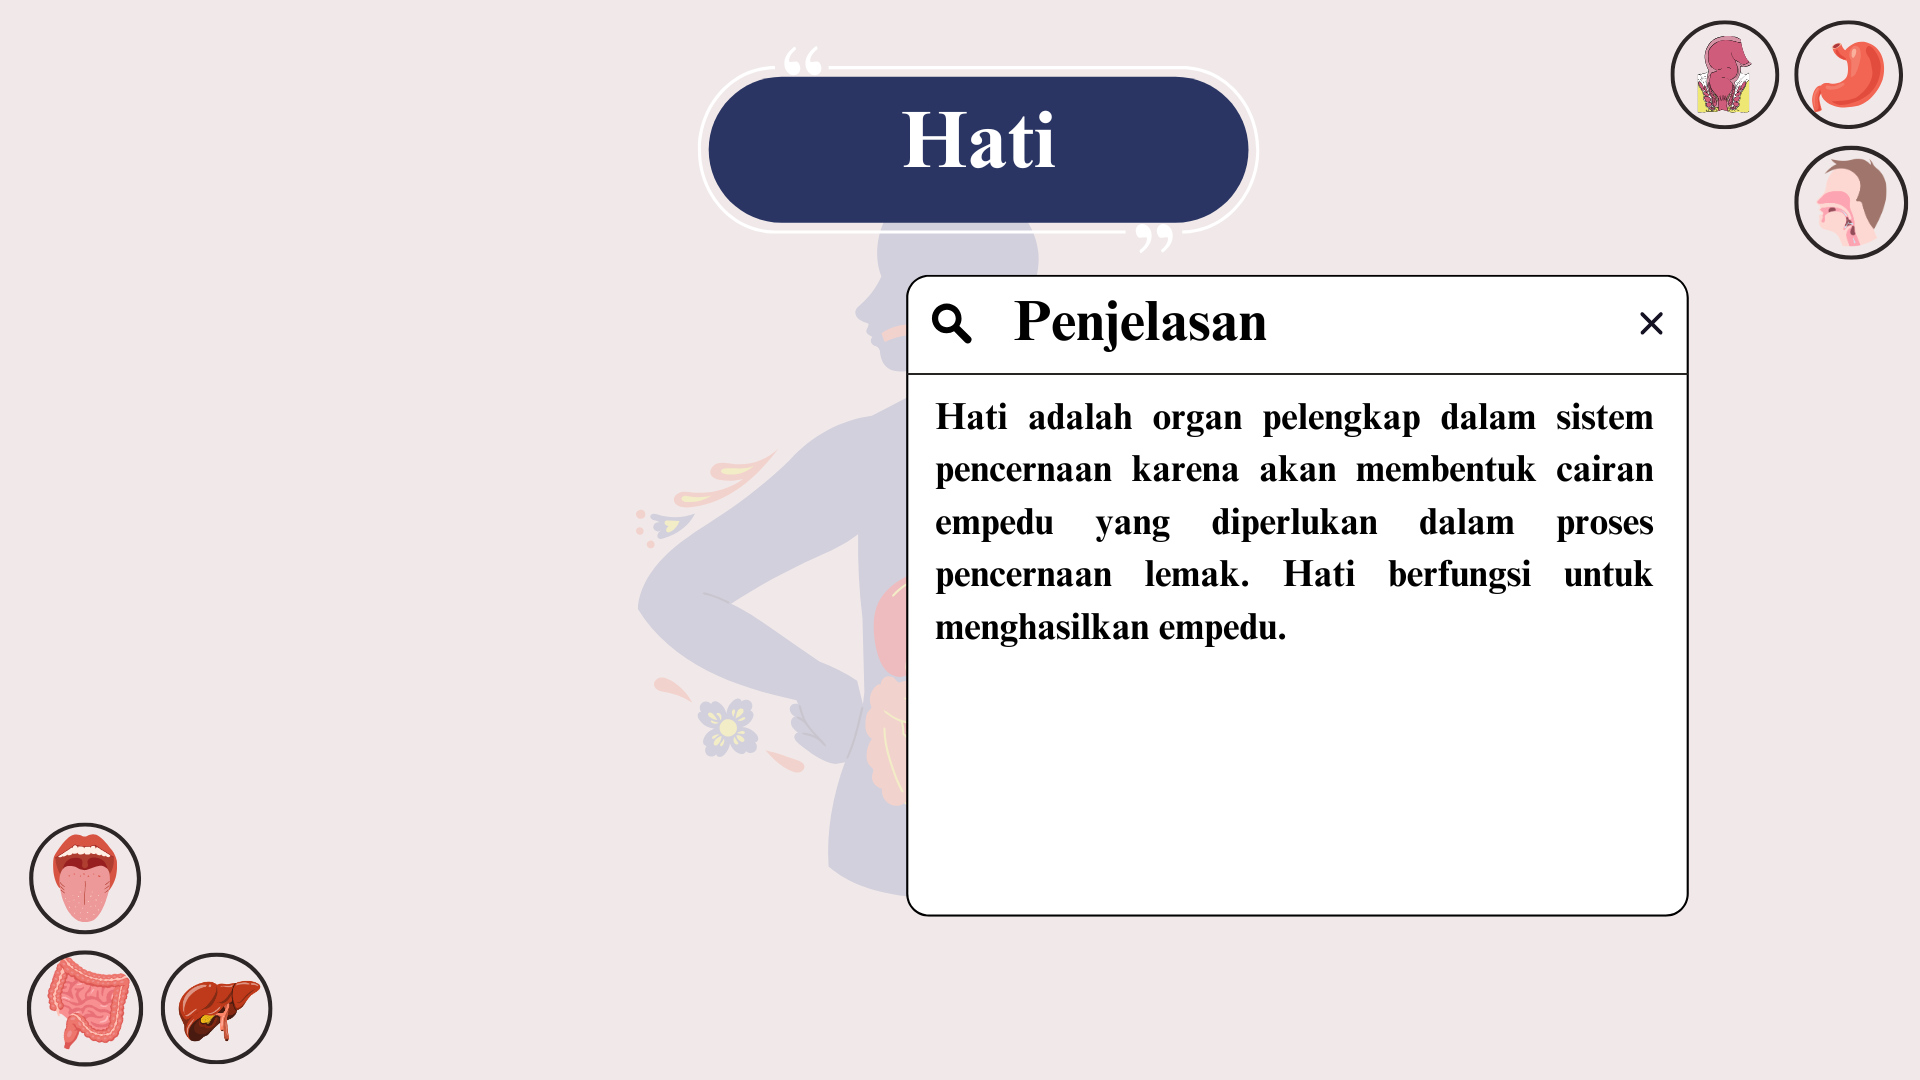 Hati
Penjelasan
Hati adalah organ pelengkap dalam sistem
pencernaan karena akan membentuk cairan
empedu yang diperlukan dalam proses
pencernaan lemak. Hati berfungsi untuk
menghasilkan empedu.